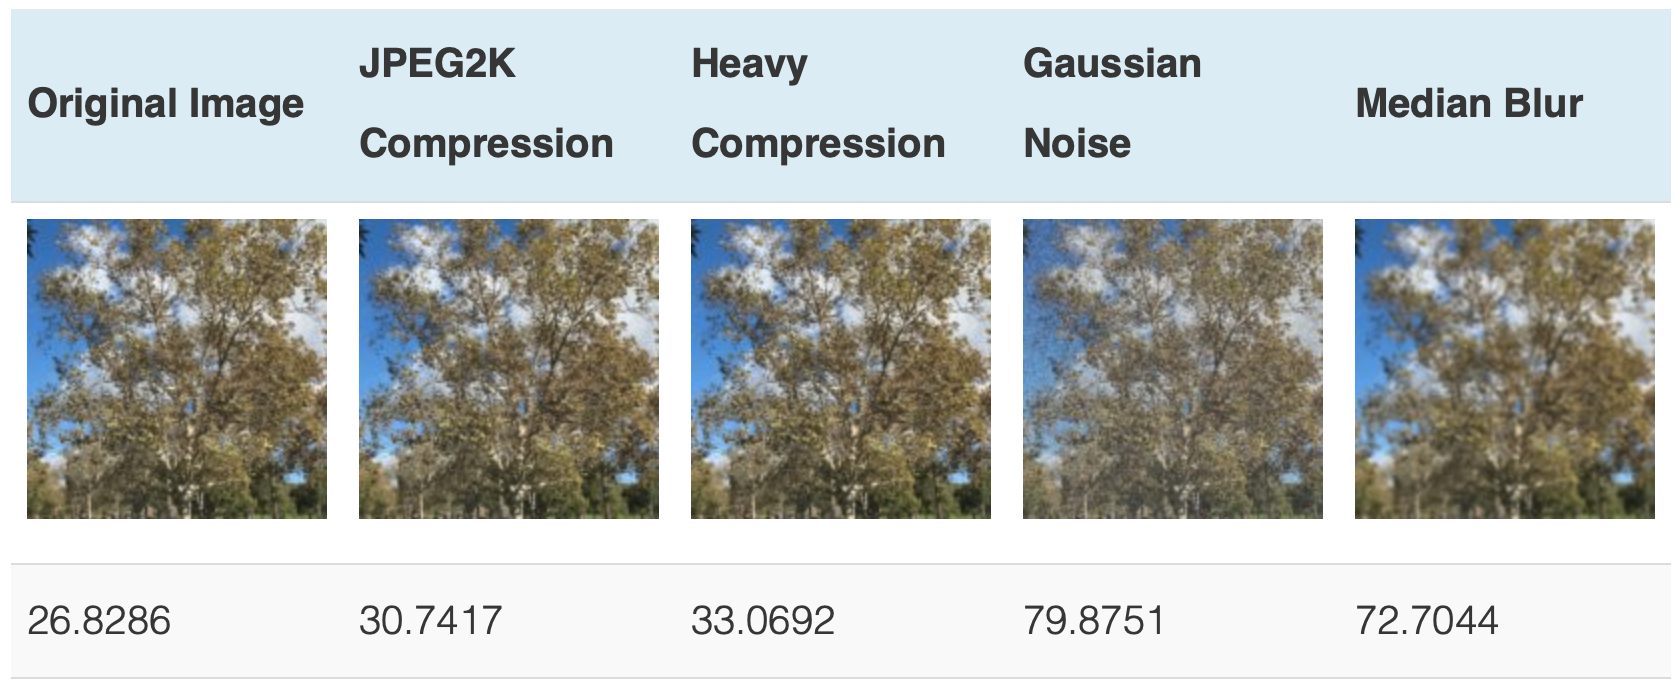 Original Image
JPEG2K
Compression
Heavy
Compression
Gaussian
Noise
Median Blur
26.8286
30.7417
33.0692
79.8751
72.7044